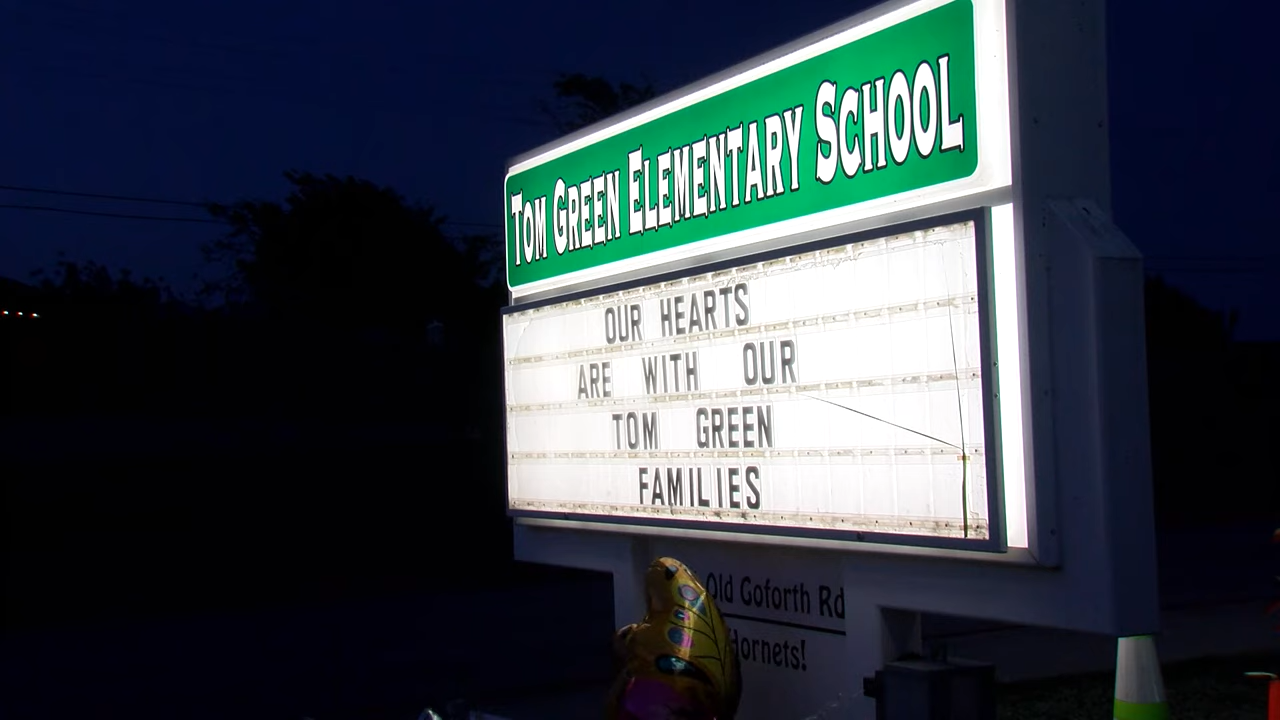 Tom Green Elementary School
OUR HEARTS
ARE WITH OUR
TOM GREEN
FAMILIES
Old Goforth Rd
Hornets!